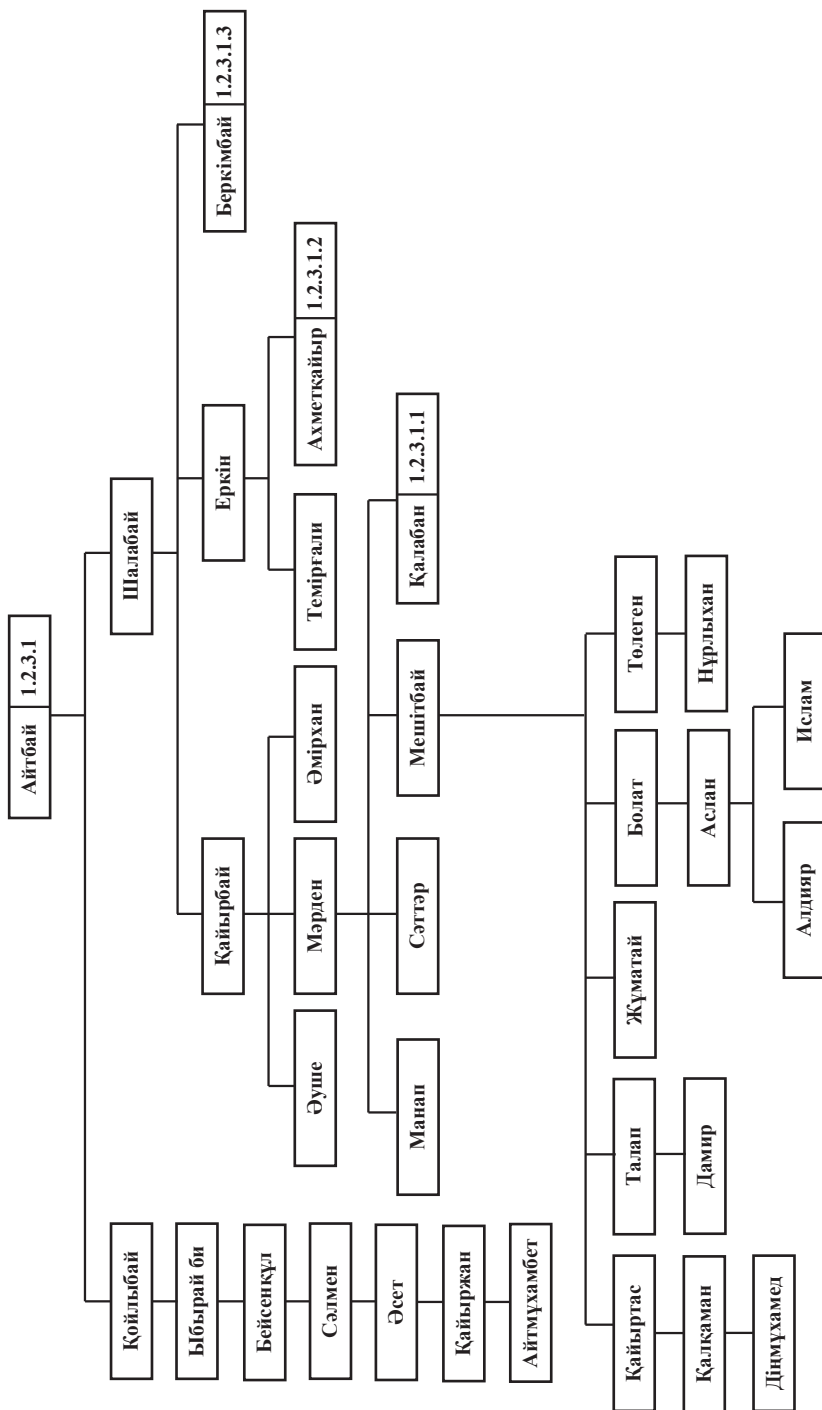 Айтбай 1.2.3.1
Қойлыбай
Шалабай
Ыбырай би
Қайырбай
Еркін
Беркімбай 1.2.3.1.3
Бейсенқұл
Әуше
Мәрден
Әмірхан
Темірғали
Ахметқайыр 1.2.3.1.2
Сәлмен
Әсет
Манап
Сәттәр
Мешітбай
Қалабан 1.2.3.1.1
Қайыржан
Айтмұхамбет
Қайыртас
Талап
Жұматай
Болат
Төлеген
Қалқаман
Дамир
Аслан
Нұрлыхан
Діңмұхамед
Алдияр
Ислам